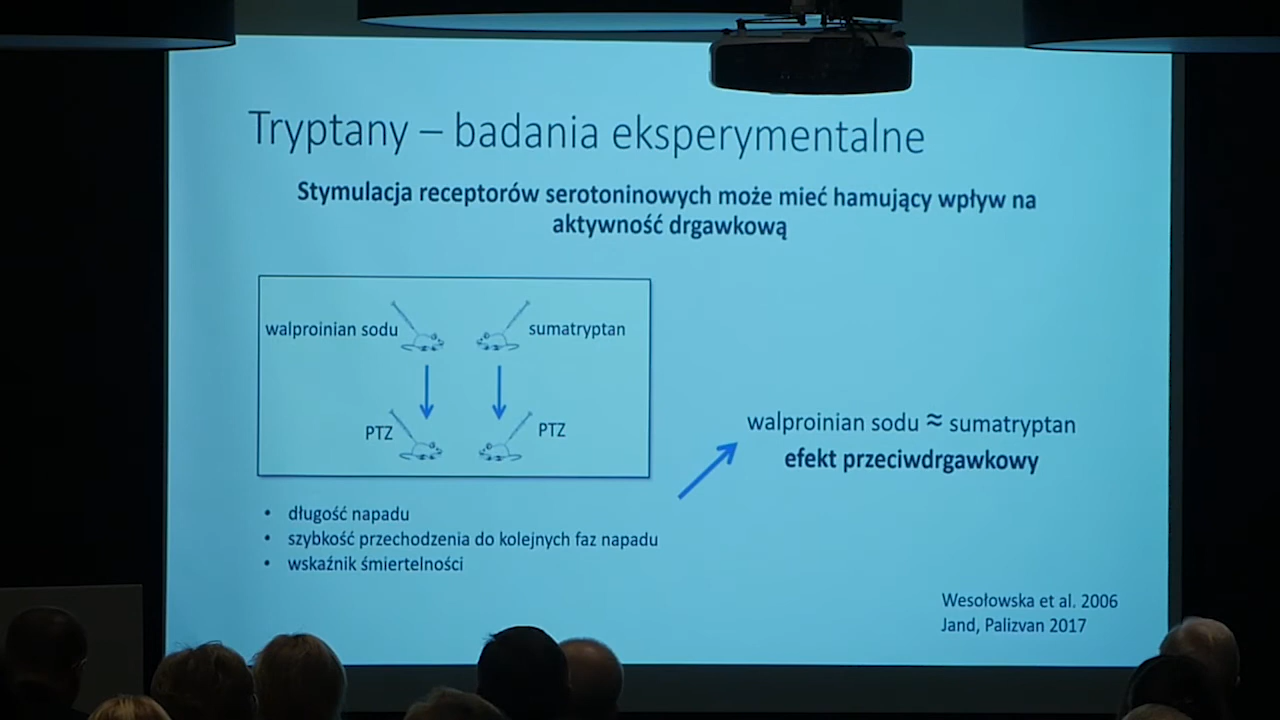 Tryptany – badania eksperymentalne
Stymulacja receptorów serotoninowych może mieć hamujący wpływ na
aktywność drgawkową
walproinian sodu
sumatryptan
PTZ
PTZ
walproinian sodu ≈ sumatryptan
efekt przeciwdrgawkowy
• długość napadu
• szybkość przechodzenia do kolejnych faz napadu
• wskaźnik śmiertelności
Wesołowska et al. 2006
Jand, Palizvan 2017